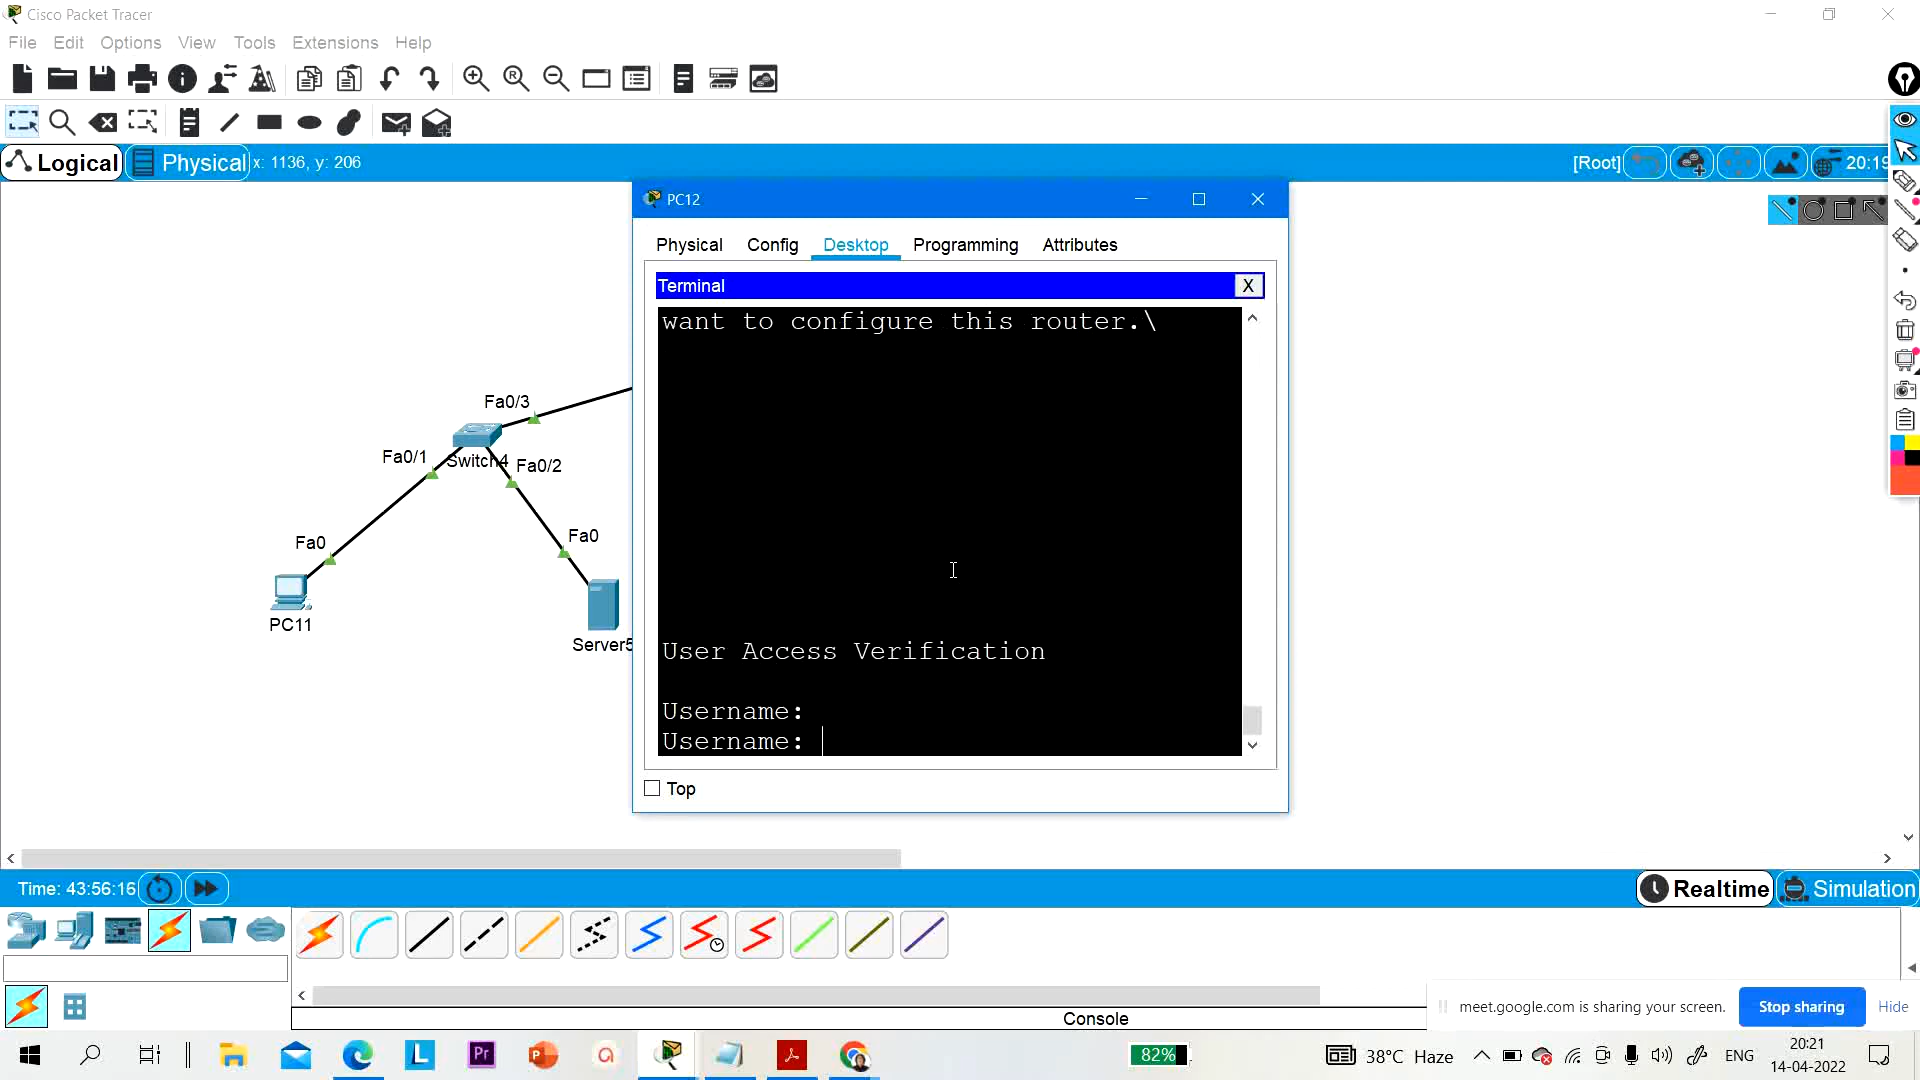 Cisco Packet Tracer
File Edit Options View Tools Extensions Help
Logical Physical x: 1136, y: 206 [Root] 20:19
PC12
Physical Config Desktop Programming Attributes
Terminal X
want to configure this router.\
User Access Verification
Username:
Username:
Top
Fa0/3
Fa0/1
Switch4
Fa0/2
Fa0
Fa0
PC11
Server5
Time: 43:56:16 Realtime Simulation
meet.google.com is sharing your screen. Stop sharing Hide
Console
82% 38°C Haze ENG 20:21
14-04-2022